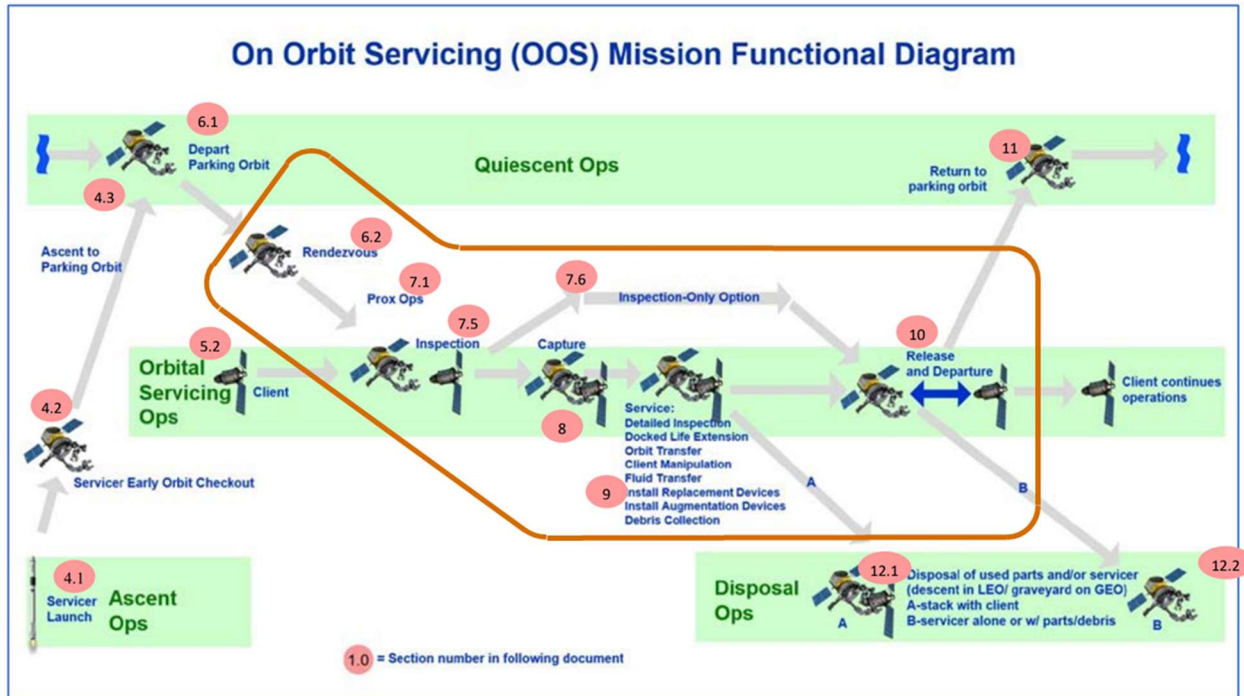 On Orbit Servicing (OOS) Mission Functional Diagram
6.1
Depart
Parking Orbit
Quiescent Ops
11
Return to
parking orbit
4.3
Ascent to
Parking Orbit
6.2
Rendezvous
7.1
Prox Ops
7.6
Inspection-Only Option
5.2
Orbital
Servicing
Ops
Client
7.5
Inspection
Capture
8
10
Release
and Departure
Client continues
operations
Service:
Detailed Inspection
Docked Life Extension
Orbit Transfer
Client Manipulation
Fluid Transfer
9
Install Replacement Devices
Install Augmentation Devices
Debris Collection
A
B
4.2
Servicer Early Orbit Checkout
4.1
Servicer
Launch
Ascent
Ops
Disposal
Ops
12.1
A
Disposal of used parts and/or servicer
(descent in LEO/ graveyard on GEO)
A-stack with client
B-servicer alone or w/ parts/debris
12.2
B
1.0 = Section number in following document